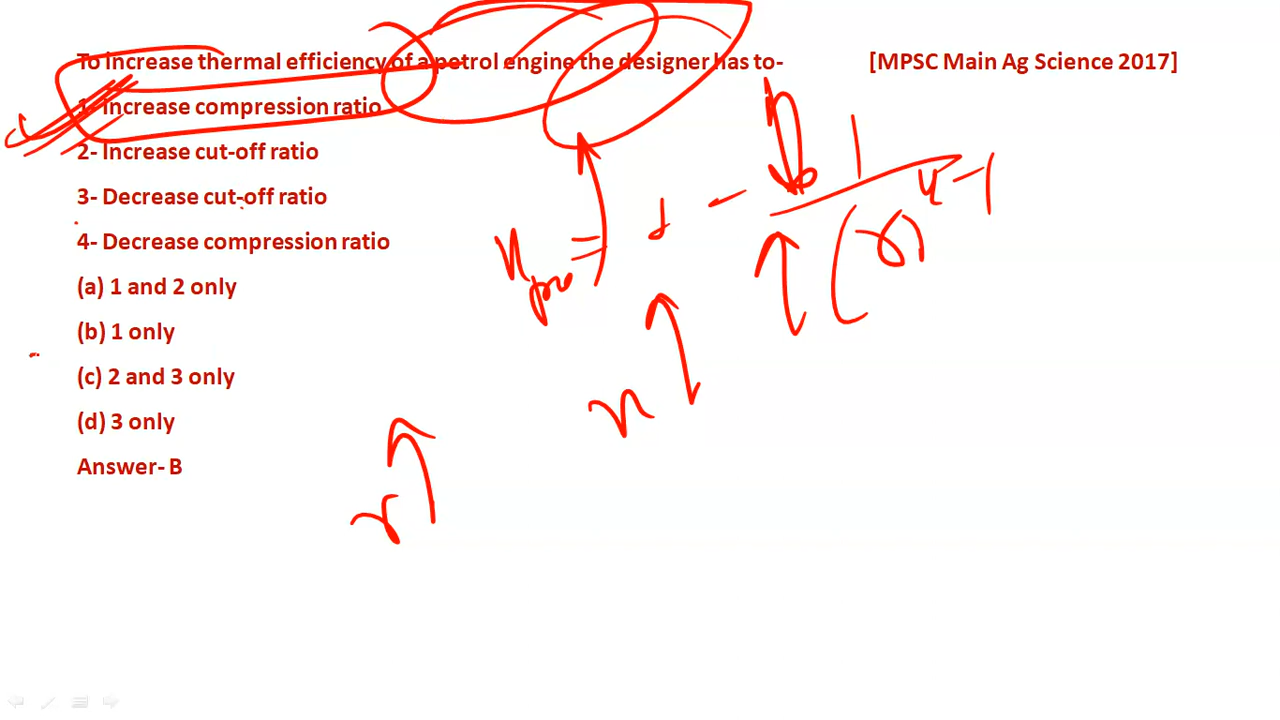 To increase thermal efficiency of a petrol engine the designer has to- [MPSC Main Ag Science 2017]
1- Increase compression ratio
2- Increase cut-off ratio
3- Decrease cut-off ratio
4- Decrease compression ratio
(a) 1 and 2 only
(b) 1 only
(c) 2 and 3 only
(d) 3 only
Answer- B